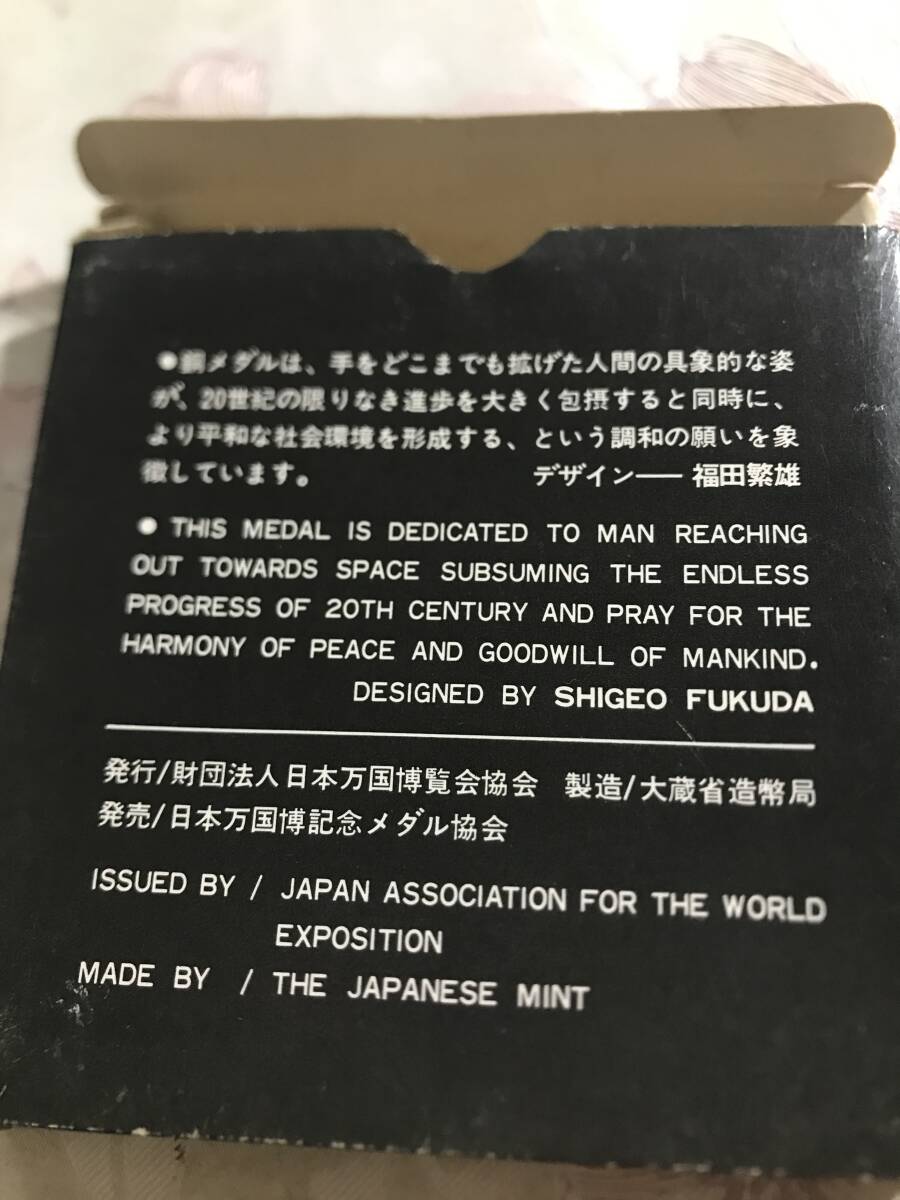 ●銅メダルは、手をどこまでも拡げた人間の具象的な姿
が、20世紀の限りなき進歩を大きく包摂すると同時に、
より平和な社会環境を形成する、という調和の願いを象
徴しています。 デザイン── 福田繁雄
● THIS MEDAL IS DEDICATED TO MAN REACHING
OUT TOWARDS SPACE SUBSUMING THE ENDLESS
PROGRESS OF 20TH CENTURY AND PRAY FOR THE
HARMONY OF PEACE AND GOODWILL OF MANKIND.
DESIGNED BY SHIGEO FUKUDA
発行/財団法人日本万国博覧会協会 製造/大蔵省造幣局
発売/日本万国博記念メダル協会
ISSUED BY / JAPAN ASSOCIATION FOR THE WORLD
EXPOSITION
MADE BY / THE JAPANESE MINT